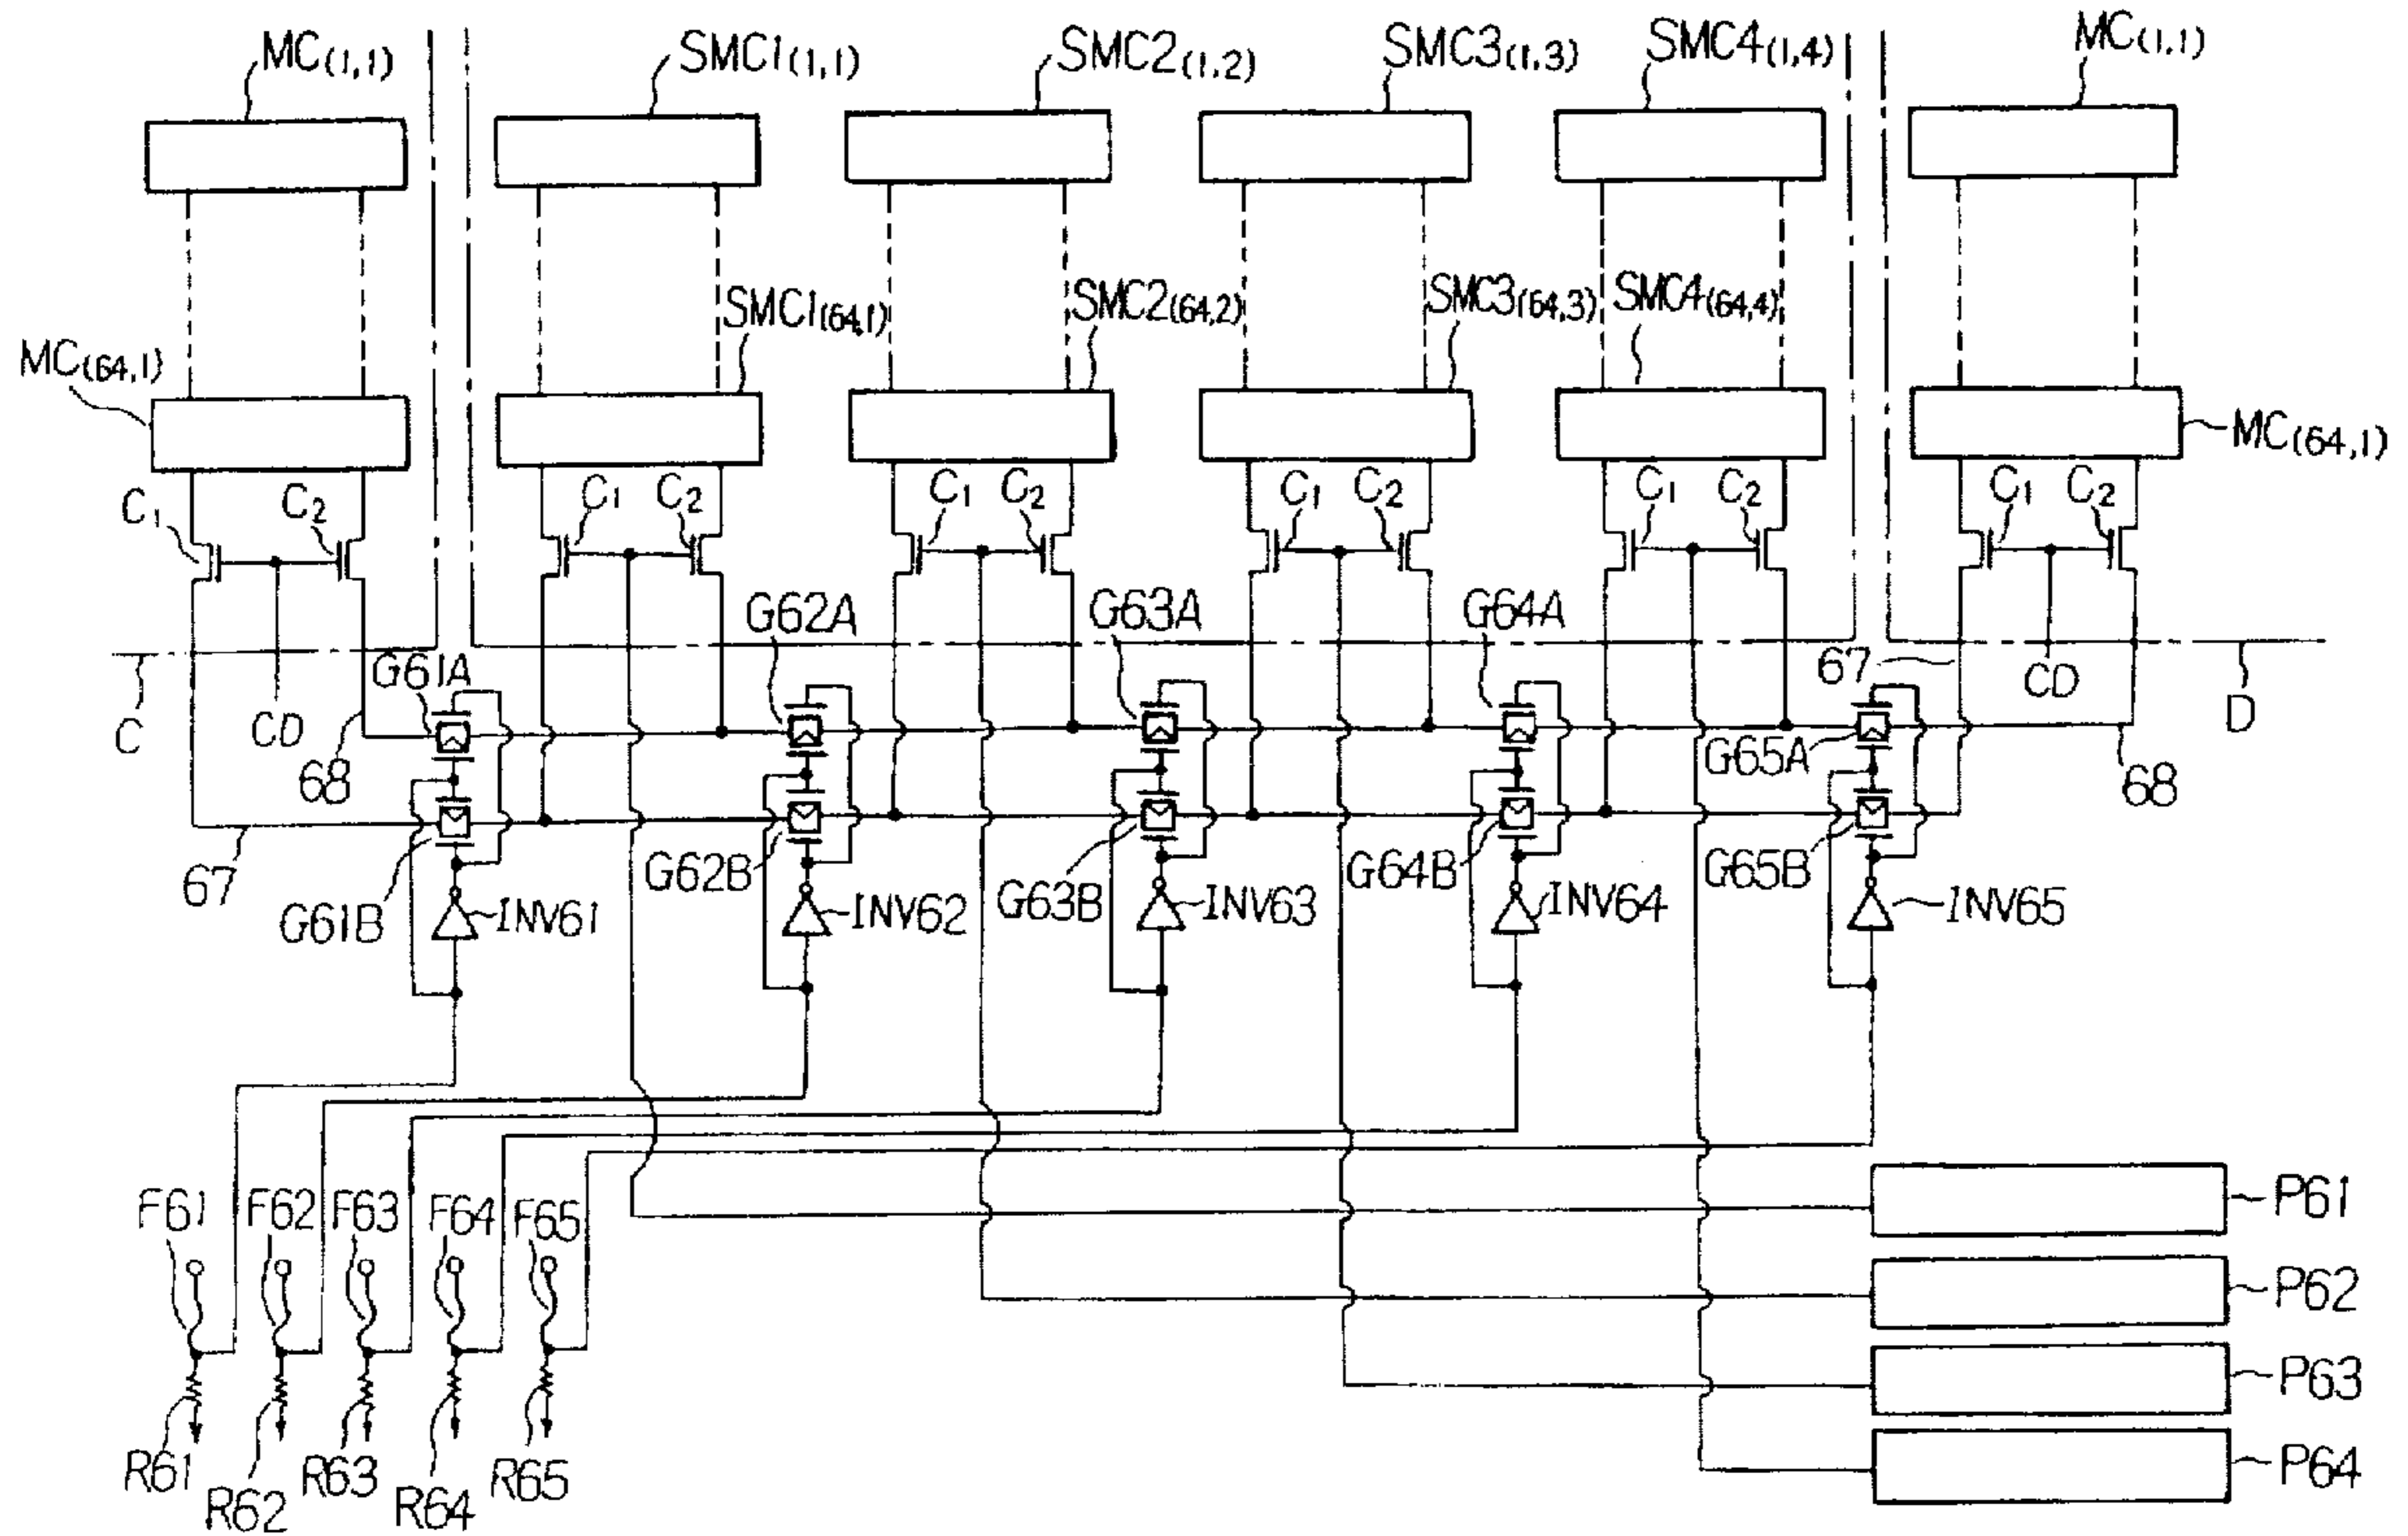 MC(1,1) SMC1(1,1) SMC2(1,2) SMC3(1,3) SMC4(1,4) MC(1,1)
MC(64,1) SMC1(64,1) SMC2(64,2) SMC3(64,3) SMC4(64,4) MC(64,1)
C1 C2 C1 C2 C1 C2 C1 C2 C1 C2 C1 C2
G61A G62A G63A G64A 67
C CD 68 G65A CD D
68
67 G61B G62B G63B G64B G65B
INV61 INV62 INV63 INV64 INV65
F61 F62 F63 F64 F65
P61
P62
P63
P64
R61 R62 R63 R64 R65